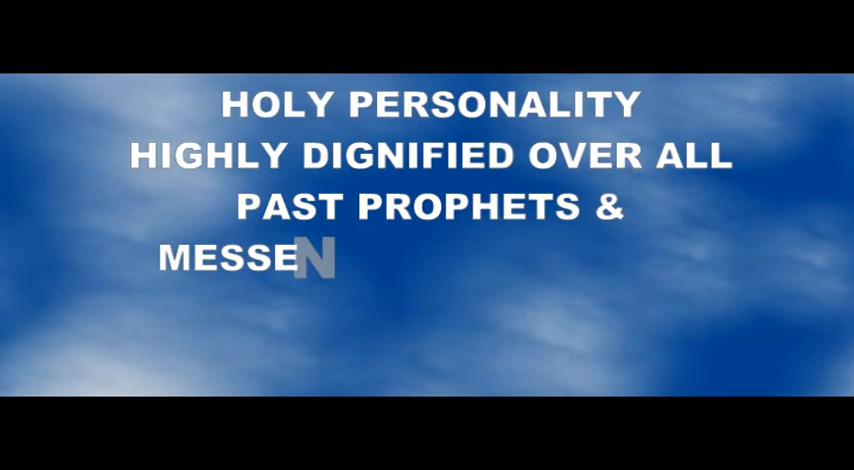 HOLY PERSONALITY
HIGHLY DIGNIFIED OVER ALL
PAST PROPHETS &
MESSEN